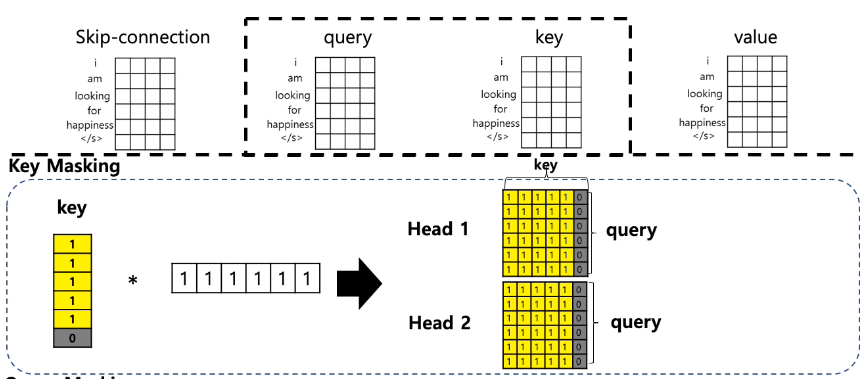 Skip-connection query key value
i i i i
am am am am
looking looking looking looking
for for for for
happiness happiness happiness happiness
</s> </s> </s> </s>
Key Masking
key
key
1
1
1
1
1
0
*
1 1 1 1 1 1
Head 1
1 1 1 1 1 0
1 1 1 1 1 0
1 1 1 1 1 0
1 1 1 1 1 0
1 1 1 1 1 0
1 1 1 1 1 0
query
Head 2
1 1 1 1 1 0
1 1 1 1 1 0
1 1 1 1 1 0
1 1 1 1 1 0
1 1 1 1 1 0
1 1 1 1 1 0
query